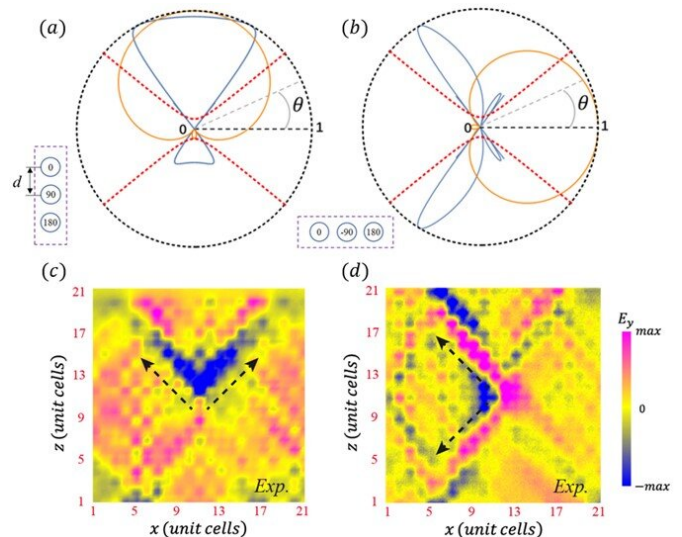 (a)
(b)
θ
0
1
θ
0
1
d
0
90
180
0
-90
180
(c)
(d)
21
17
13
9
5
1
z (unit cells)
Exp.
1
5
9
13
17
21
x (unit cells)
21
17
13
9
5
1
z (unit cells)
Exp.
1
5
9
13
17
21
x (unit cells)
E_y
max
0
−max